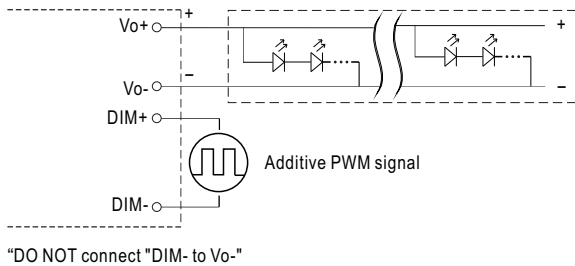 Vo+ + +
Vo- – –
DIM+
Additive PWM signal
DIM-
“DO NOT connect "DIM- to Vo-"